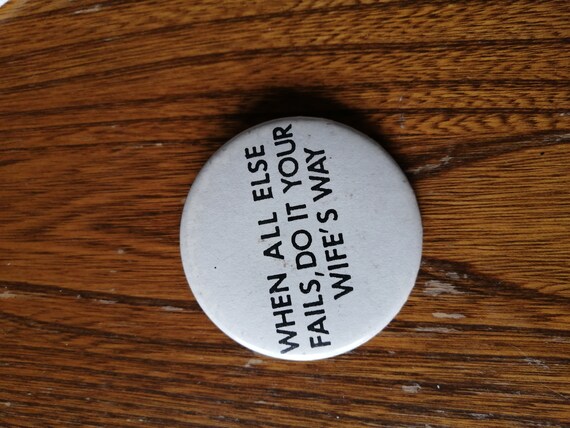 WHEN ALL ELSE
FAILS, DO IT YOUR
WIFE'S WAY